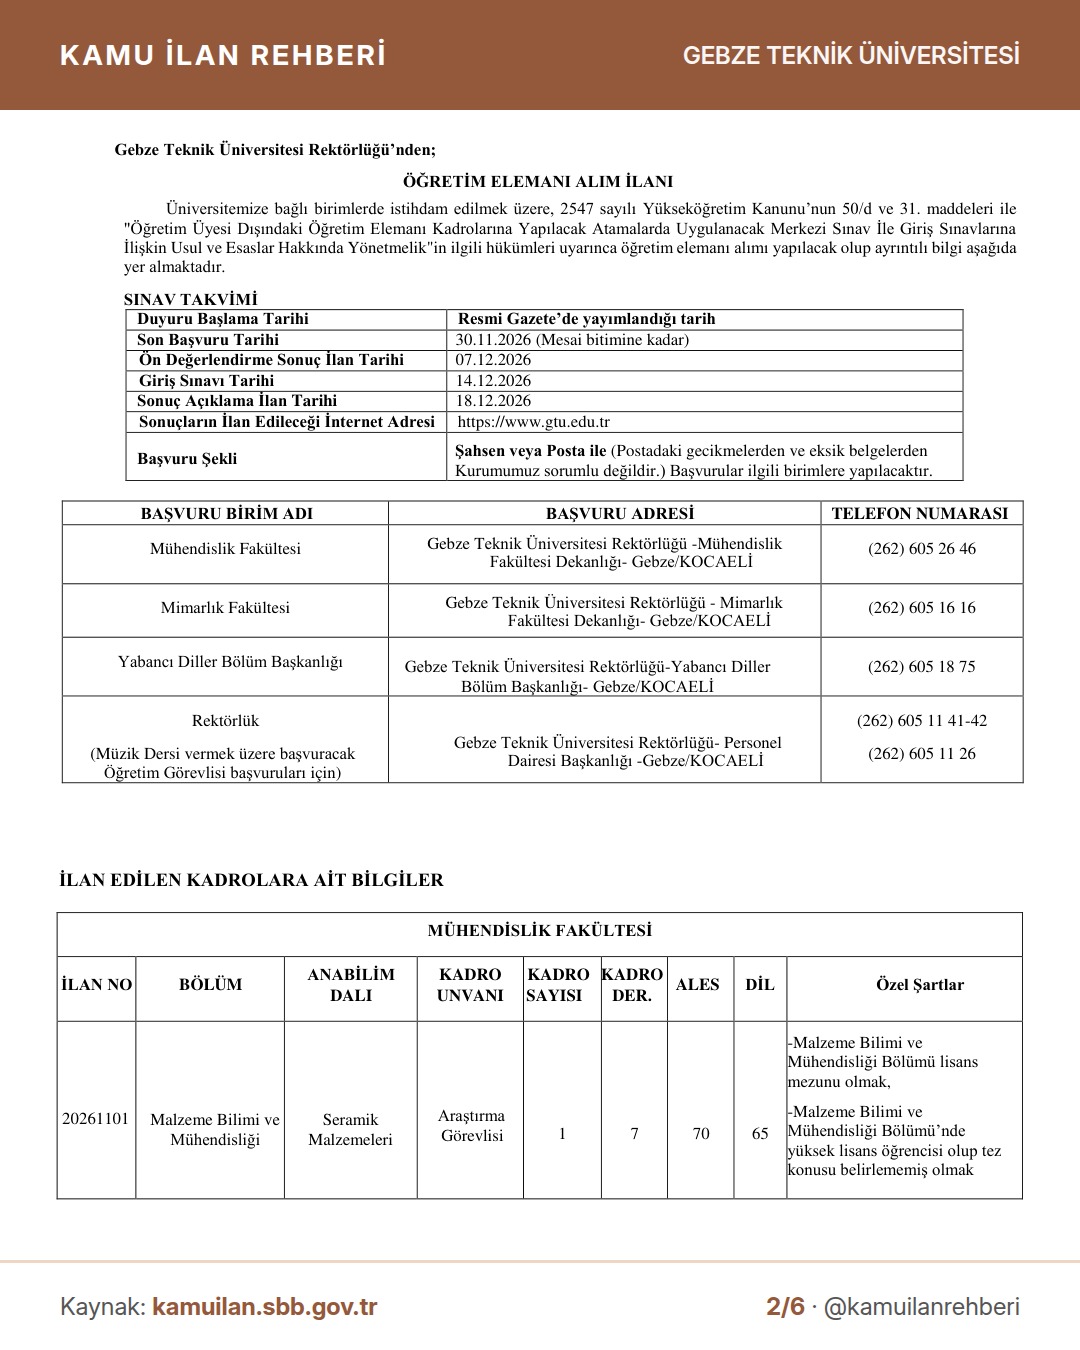 KAMU İLAN REHBERİ
GEBZE TEKNİK ÜNİVERSİTESİ
Gebze Teknik Üniversitesi Rektörlüğü’nden;
ÖĞRETİM ELEMANI ALIM İLANI
Üniversitemize bağlı birimlerde istihdam edilmek üzere, 2547 sayılı Yükseköğretim Kanunu’nun 50/d ve 31. maddeleri ile
"Öğretim Üyesi Dışındaki Öğretim Elemanı Kadrolarına Yapılacak Atamalarda Uygulanacak Merkezi Sınav İle Giriş Sınavlarına
İlişkin Usul ve Esaslar Hakkında Yönetmelik"in ilgili hükümleri uyarınca öğretim elemanı alımı yapılacak olup ayrıntılı bilgi aşağıda
yer almaktadır.
SINAV TAKVİMİ
Duyuru Başlama Tarihi Resmi Gazete’de yayımlandığı tarih
Son Başvuru Tarihi 30.11.2026 (Mesai bitimine kadar)
Ön Değerlendirme Sonuç İlan Tarihi 07.12.2026
Giriş Sınavı Tarihi 14.12.2026
Sonuç Açıklama İlan Tarihi 18.12.2026
Sonuçların İlan Edileceği İnternet Adresi https://www.gtu.edu.tr
Başvuru Şekli
Şahsen veya Posta ile (Postadaki gecikmelerden ve eksik belgelerden
Kurumumuz sorumlu değildir.) Başvurular ilgili birimlere yapılacaktır.
BAŞVURU BİRİM ADI BAŞVURU ADRESİ TELEFON NUMARASI
Mühendislik Fakültesi
Gebze Teknik Üniversitesi Rektörlüğü -Mühendislik
Fakültesi Dekanlığı- Gebze/KOCAELİ
(262) 605 26 46
Mimarlık Fakültesi
Gebze Teknik Üniversitesi Rektörlüğü - Mimarlık
Fakültesi Dekanlığı- Gebze/KOCAELİ
(262) 605 16 16
Yabancı Diller Bölüm Başkanlığı
Gebze Teknik Üniversitesi Rektörlüğü-Yabancı Diller
Bölüm Başkanlığı- Gebze/KOCAELİ
(262) 605 18 75
Rektörlük
(Müzik Dersi vermek üzere başvuracak
Öğretim Görevlisi başvuruları için)
Gebze Teknik Üniversitesi Rektörlüğü- Personel
Dairesi Başkanlığı -Gebze/KOCAELİ
(262) 605 11 41-42
(262) 605 11 26
İLAN EDİLEN KADROLARA AİT BİLGİLER
MÜHENDİSLİK FAKÜLTESİ
İLAN NO
BÖLÜM
ANABİLİM
DALI
KADRO
UNVANI
KADRO
SAYISI
KADRO
DER.
ALES
DİL
Özel Şartlar
20261101
Malzeme Bilimi ve
Mühendisliği
Seramik
Malzemeleri
Araştırma
Görevlisi
1
7
70
65
-Malzeme Bilimi ve
Mühendisliği Bölümü lisans
mezunu olmak,
-Malzeme Bilimi ve
Mühendisliği Bölümü’nde
yüksek lisans öğrencisi olup tez
konusu belirlememiş olmak
Kaynak: kamuilan.sbb.gov.tr
2/6 · @kamuilanrehberi